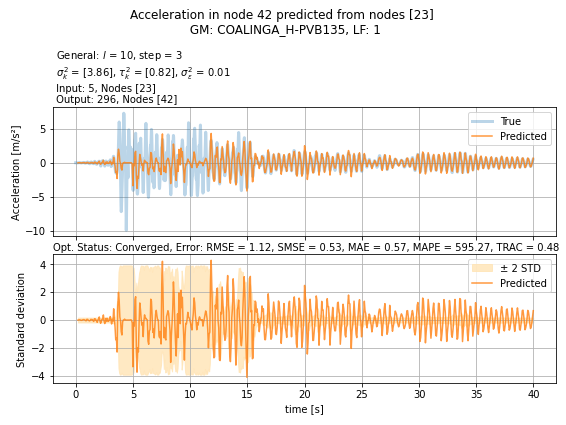 Acceleration in node 42 predicted from nodes [23]
GM: COALINGA_H-PVB135, LF: 1
General: l = 10, step = 3
σ²ₖ = [3.86], τ²ₖ = [0.82], σ²ε = 0.01
Input: 5, Nodes [23]
Output: 296, Nodes [42]
Acceleration [m/s²]
5
0
−5
−10
True
Predicted
Opt. Status: Converged, Error: RMSE = 1.12, SMSE = 0.53, MAE = 0.57, MAPE = 595.27, TRAC = 0.48
Standard deviation
4
2
0
−2
−4
± 2 STD
Predicted
0 5 10 15 20 25 30 35 40
time [s]